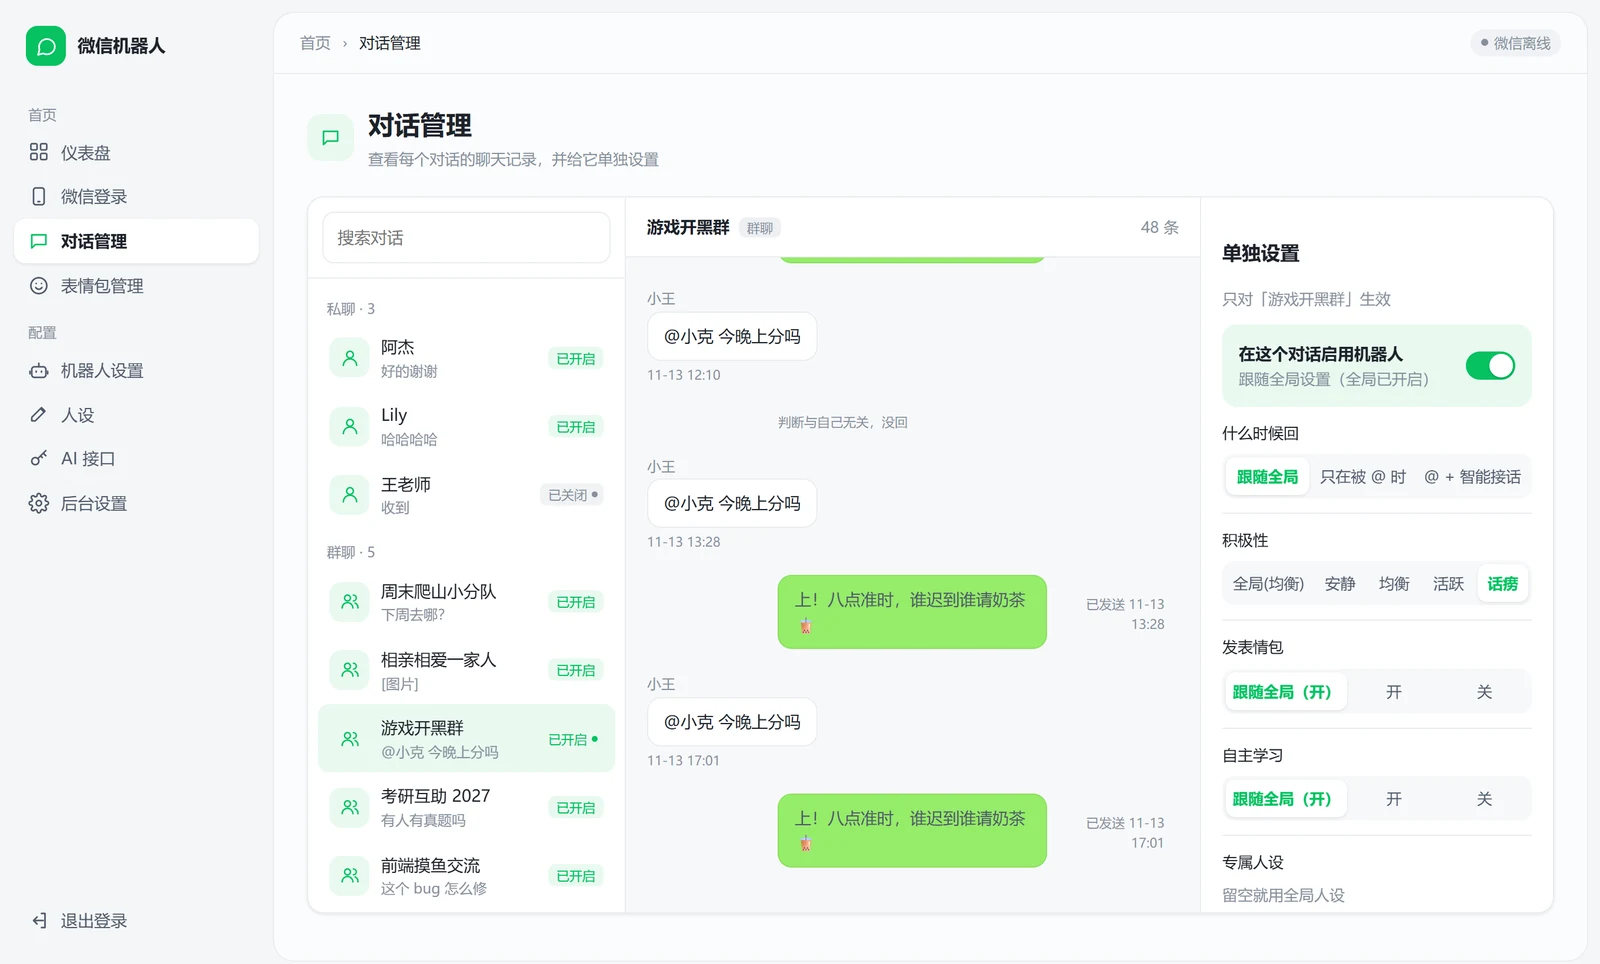 微信机器人
首页
仪表盘
微信登录
对话管理
表情包管理
配置
机器人设置
人设
AI 接口
后台设置
退出登录
首页 › 对话管理
微信离线
对话管理
查看每个对话的聊天记录，并给它单独设置
搜索对话
私聊 · 3
阿杰
好的谢谢
已开启
Lily
哈哈哈哈
已开启
王老师
收到
已关闭
群聊 · 5
周末爬山小分队
下周去哪?
已开启
相亲相爱一家人
[图片]
已开启
游戏开黑群
@小克 今晚上分吗
已开启
考研互助 2027
有人有真题吗
已开启
前端摸鱼交流
这个 bug 怎么修
已开启
游戏开黑群 群聊
48 条
小王
@小克 今晚上分吗
11-13 12:10
判断与自己无关，没回
小王
@小克 今晚上分吗
11-13 13:28
上！八点准时，谁迟到谁请奶茶
🧋
已发送 11-13
13:28
小王
@小克 今晚上分吗
11-13 17:01
上！八点准时，谁迟到谁请奶茶
🧋
已发送 11-13
17:01
单独设置
只对「游戏开黑群」生效
在这个对话启用机器人
跟随全局设置（全局已开启）
什么时候回
跟随全局 只在被 @ 时 @ + 智能接话
积极性
全局(均衡) 安静 均衡 活跃 话痨
发表情包
跟随全局（开） 开 关
自主学习
跟随全局（开） 开 关
专属人设
留空就用全局人设